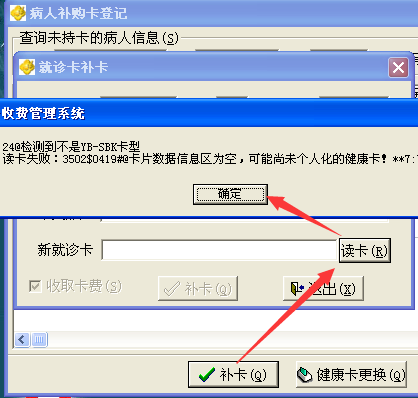 病人补购卡登记
查询未持卡的病人信息(S)
就诊卡补卡
收费管理系统
24@检测到不是YB-SBK卡型
读卡失败：3502$0419#@卡片数据信息区为空，可能尚未个人化的健康卡！**7:
确定
新就诊卡
读卡(R)
收取卡费(S)
补卡(Q)
退出(X)
补卡(Q)
健康卡更换(Q)